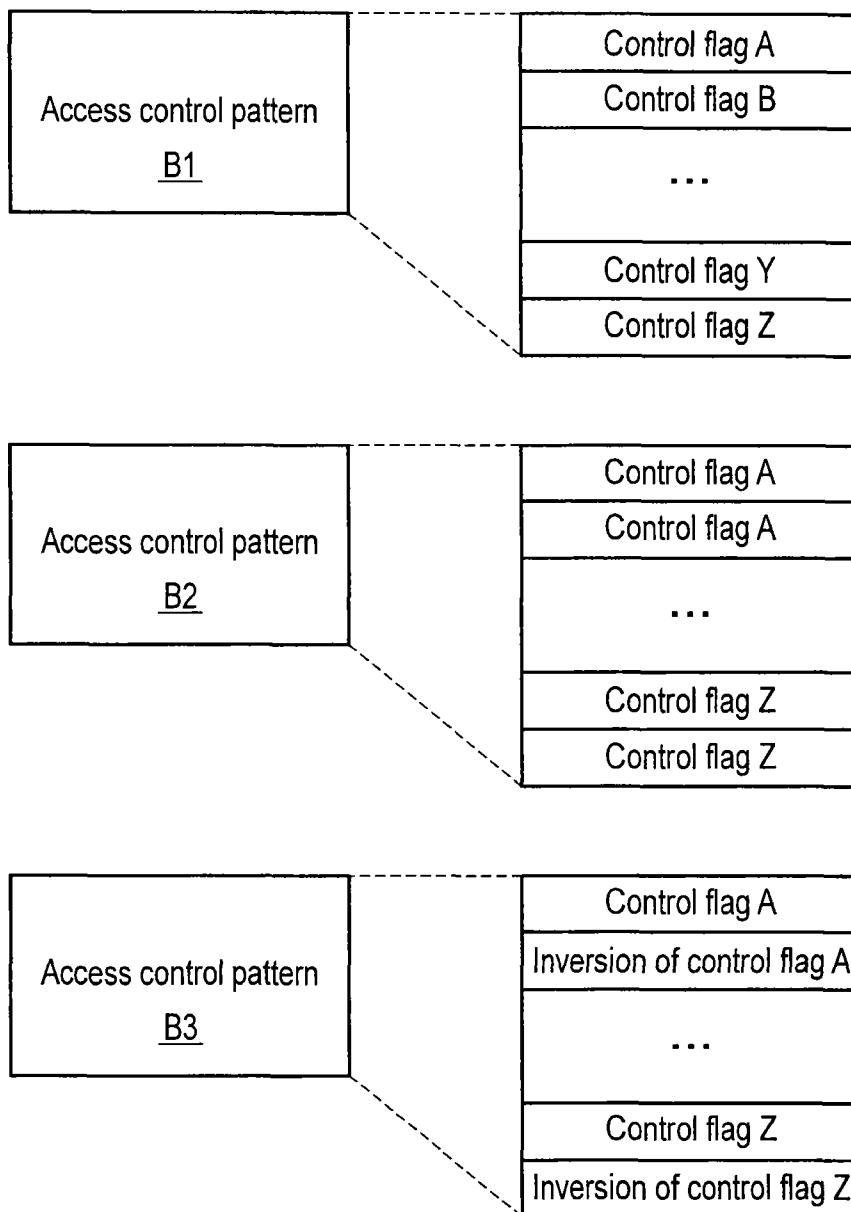 Access control pattern
B1
Control flag A
Control flag B
...
Control flag Y
Control flag Z
Access control pattern
B2
Control flag A
Control flag A
...
Control flag Z
Control flag Z
Access control pattern
B3
Control flag A
Inversion of control flag A
...
Control flag Z
Inversion of control flag Z